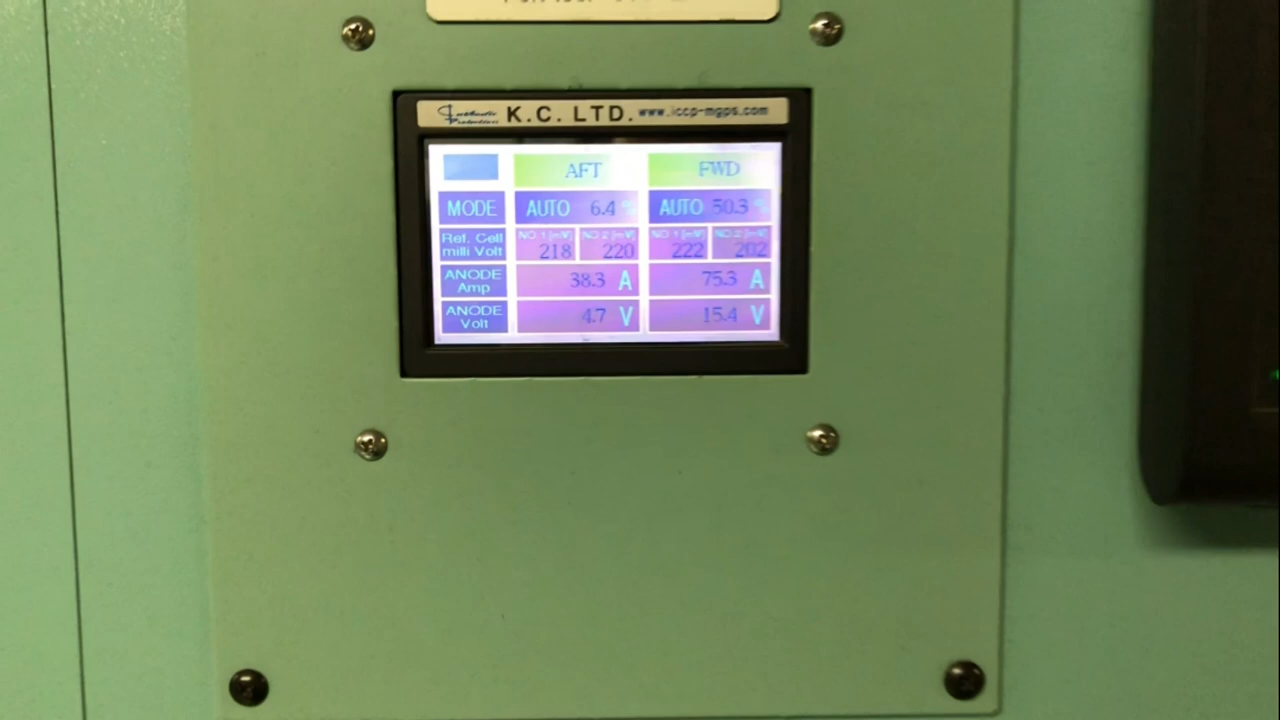 K.C. LTD. www.iccp-mgps.com
AFT FWD
MODE AUTO 6.4 % AUTO 50.3 %
Ref. Cell milli Volt NO.1 [mV] 218 NO.2 [mV] 220 NO.1 [mV] 222 NO.2 [mV] 202
ANODE Amp 38.3 A 75.3 A
ANODE Volt 4.7 V 15.4 V